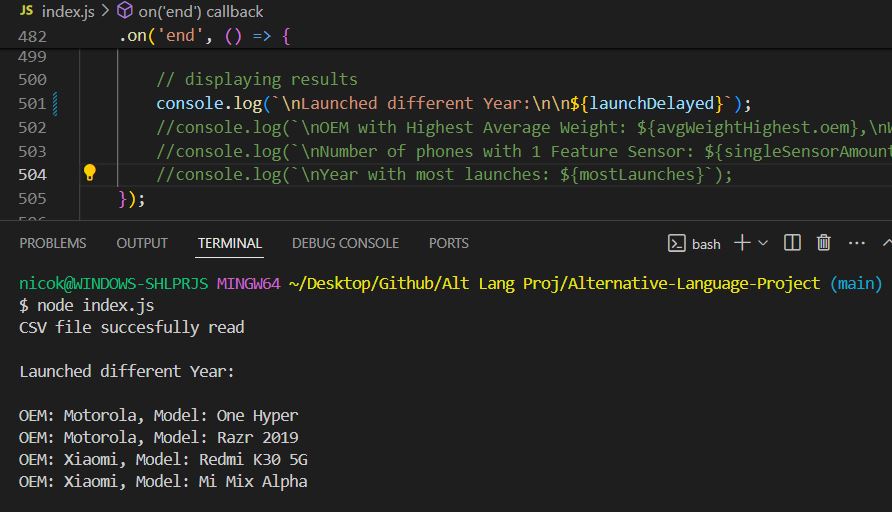 JS index.js > on('end') callback
482 .on('end', () => {
499
500 // displaying results
501 console.log(`\nLaunched different Year:\n\n${launchDelayed}`);
502 //console.log(`\nOEM with Highest Average Weight: ${avgWeightHighest.oem},\nW
503 //console.log(`\nNumber of phones with 1 Feature Sensor: ${singleSensorAmount
504 //console.log(`\nYear with most launches: ${mostLaunches}`);
505 });
PROBLEMS OUTPUT TERMINAL DEBUG CONSOLE PORTS bash
nicok@WINDOWS-SHLPRJS MINGW64 ~/Desktop/Github/Alt Lang Proj/Alternative-Language-Project (main)
$ node index.js
CSV file succesfully read
Launched different Year:
OEM: Motorola, Model: One Hyper
OEM: Motorola, Model: Razr 2019
OEM: Xiaomi, Model: Redmi K30 5G
OEM: Xiaomi, Model: Mi Mix Alpha